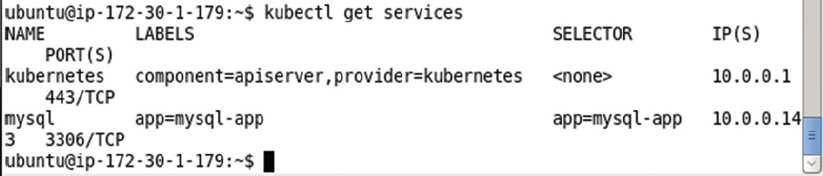 ubuntu@ip-172-30-1-179:~$ kubectl get services
NAME LABELS SELECTOR IP(S)
PORT(S)
kubernetes component=apiserver,provider=kubernetes <none> 10.0.0.1
443/TCP
mysql app=mysql-app app=mysql-app 10.0.0.14
3 3306/TCP
ubuntu@ip-172-30-1-179:~$